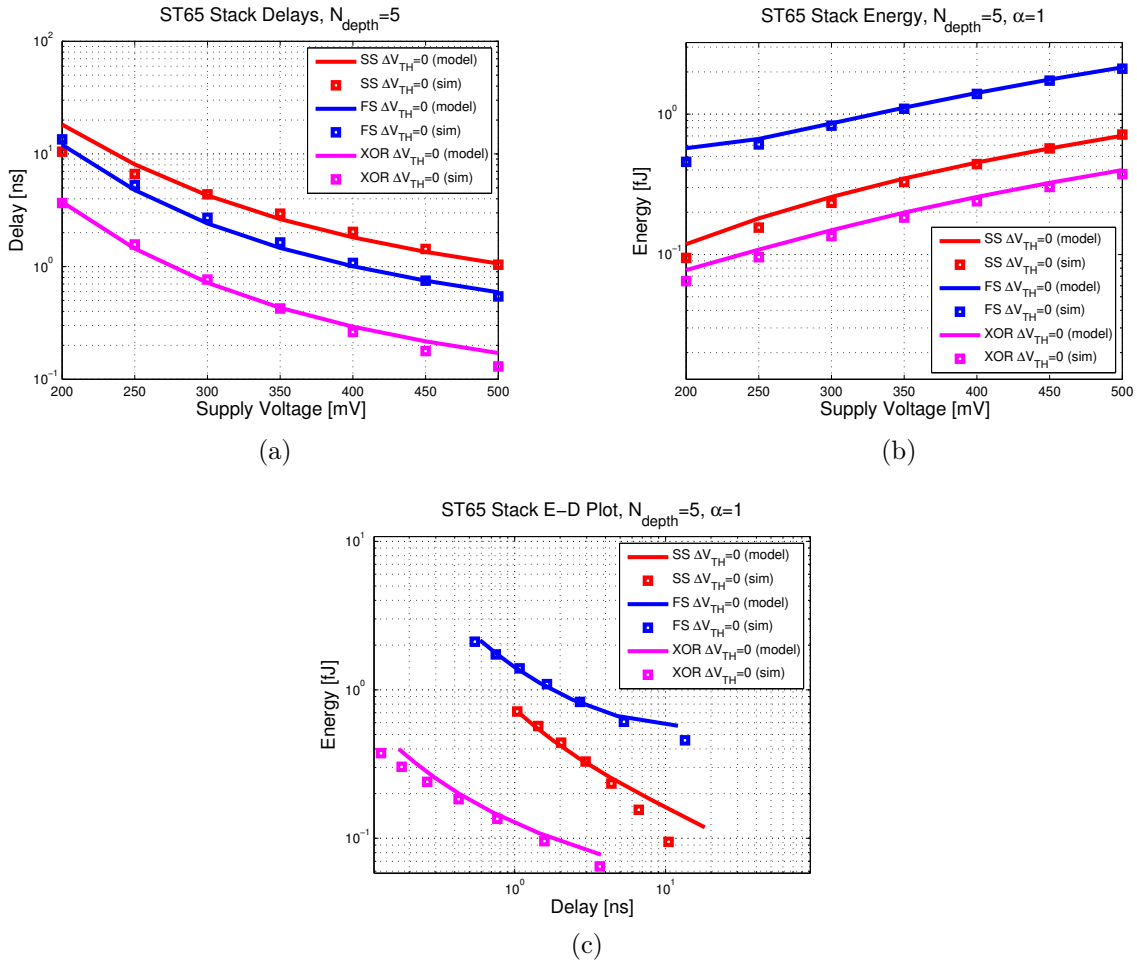 ST65 Stack Delays, N_depth=5
10^2
10^1
10^0
10^-1
Delay [ns]
SS ΔV_TH=0 (model)
SS ΔV_TH=0 (sim)
FS ΔV_TH=0 (model)
FS ΔV_TH=0 (sim)
XOR ΔV_TH=0 (model)
XOR ΔV_TH=0 (sim)
200 250 300 350 400 450 500
Supply Voltage [mV]
(a)
ST65 Stack Energy, N_depth=5, α=1
10^0
10^-1
Energy [fJ]
SS ΔV_TH=0 (model)
SS ΔV_TH=0 (sim)
FS ΔV_TH=0 (model)
FS ΔV_TH=0 (sim)
XOR ΔV_TH=0 (model)
XOR ΔV_TH=0 (sim)
200 250 300 350 400 450 500
Supply Voltage [mV]
(b)
ST65 Stack E−D Plot, N_depth=5, α=1
10^1
10^0
10^-1
Energy [fJ]
SS ΔV_TH=0 (model)
SS ΔV_TH=0 (sim)
FS ΔV_TH=0 (model)
FS ΔV_TH=0 (sim)
XOR ΔV_TH=0 (model)
XOR ΔV_TH=0 (sim)
10^0 10^1
Delay [ns]
(c)